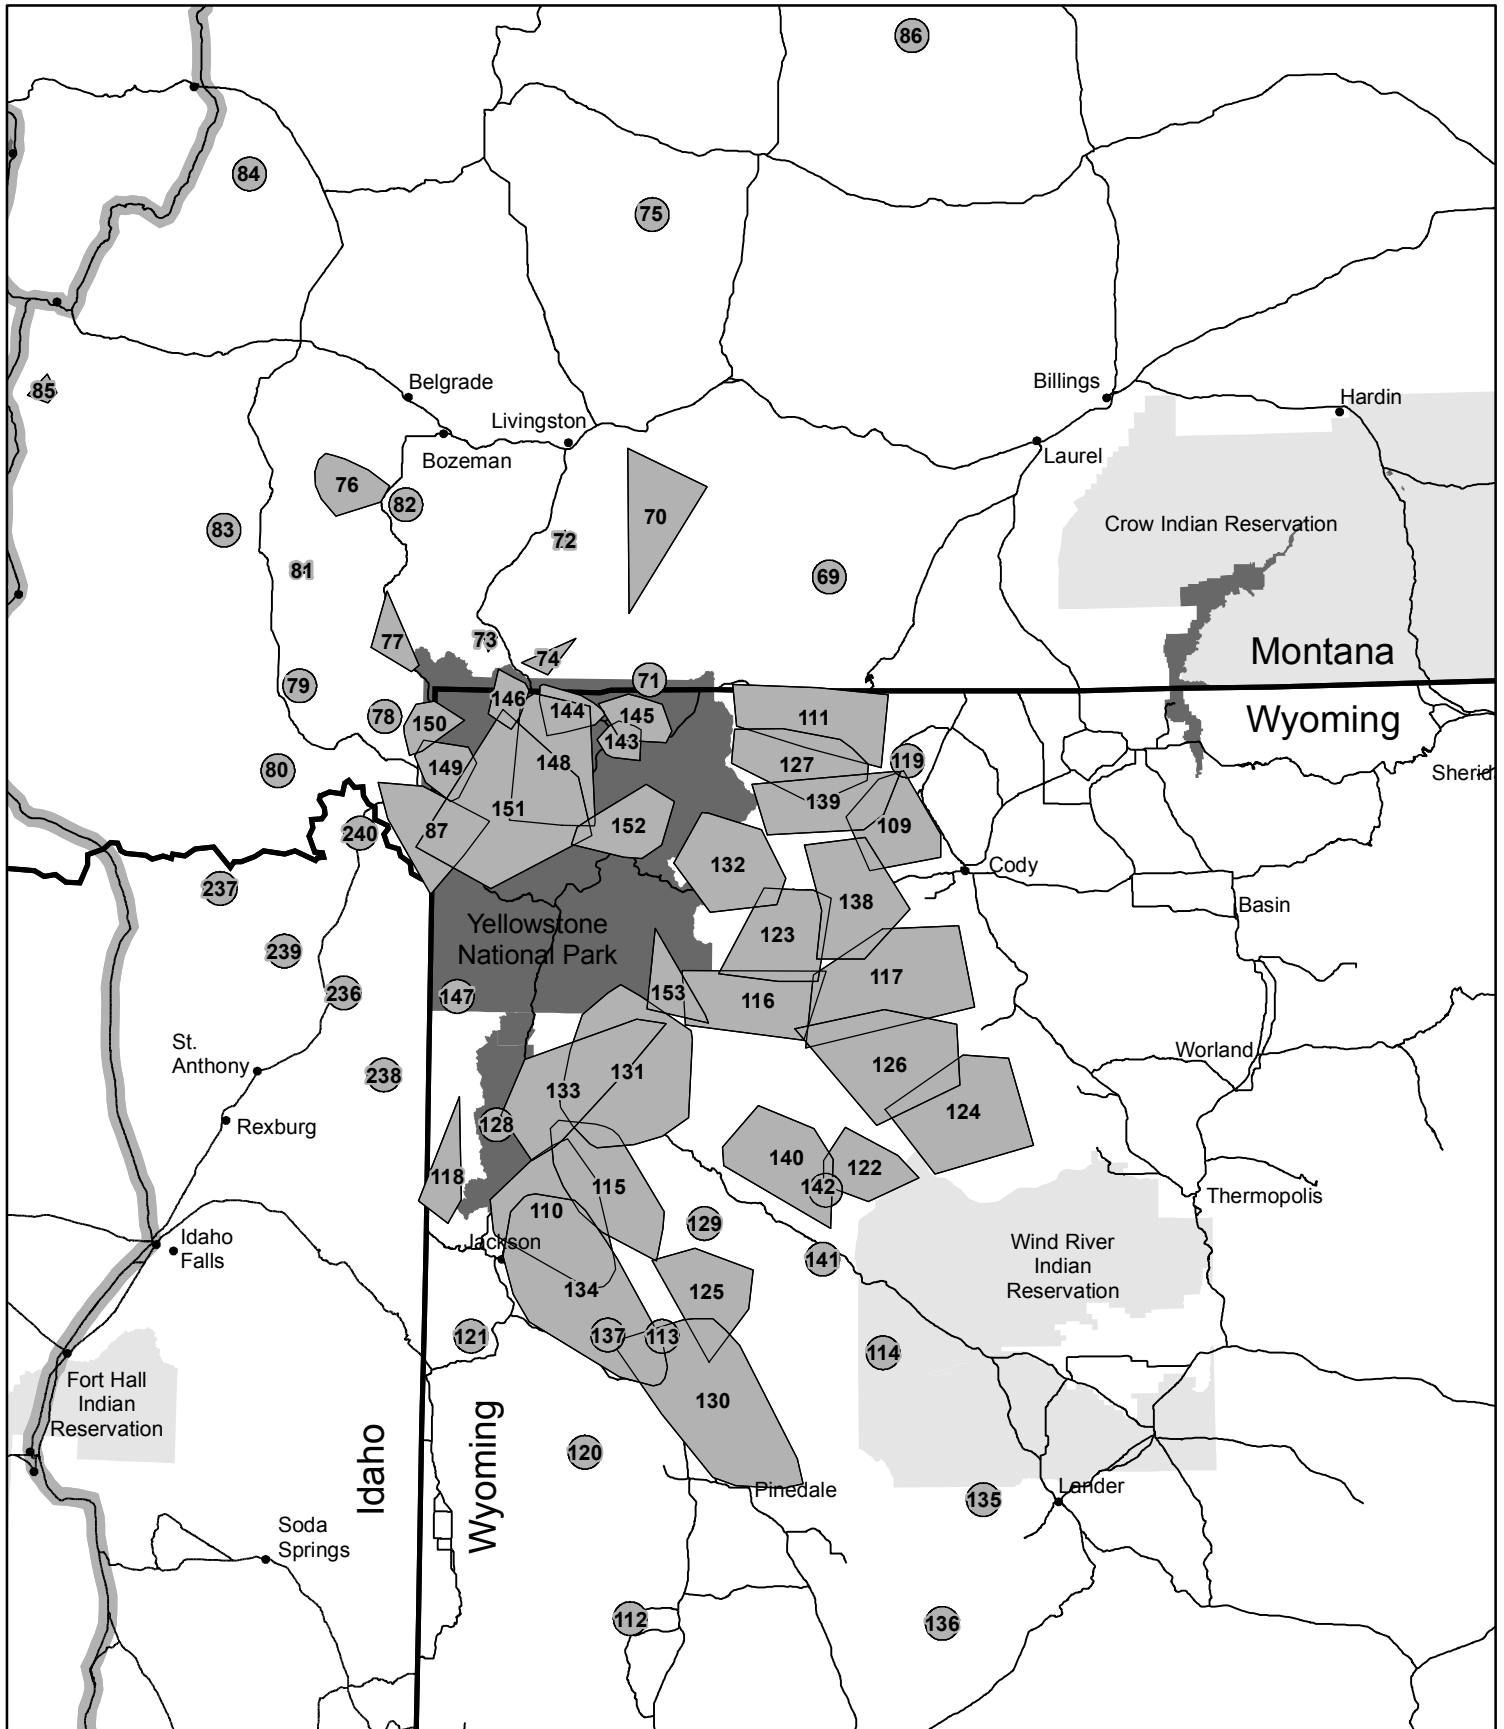 86
84
75
85
Belgrade
Billings
Hardin
Livingston
Bozeman
Laurel
76
82
70
83
72
Crow Indian Reservation
81
69
77
73
74
Montana
71
79
146
78
150
144
145
111
Wyoming
143
149
148
127
119
80
Sherid
151
139
240
87
152
109
132
Cody
237
138
Basin
Yellowstone
National Park
123
239
117
236
147
153
116
St.
Anthony
Worland
238
131
126
133
Rexburg
128
124
118
140
122
115
142
Thermopolis
110
129
Idaho
Falls
Jackson
141
Wind River
Indian
Reservation
134
125
121
137
113
114
Fort Hall
Indian
Reservation
130
120
Idaho
Wyoming
Pinedale
Lander
135
Soda
Springs
112
136